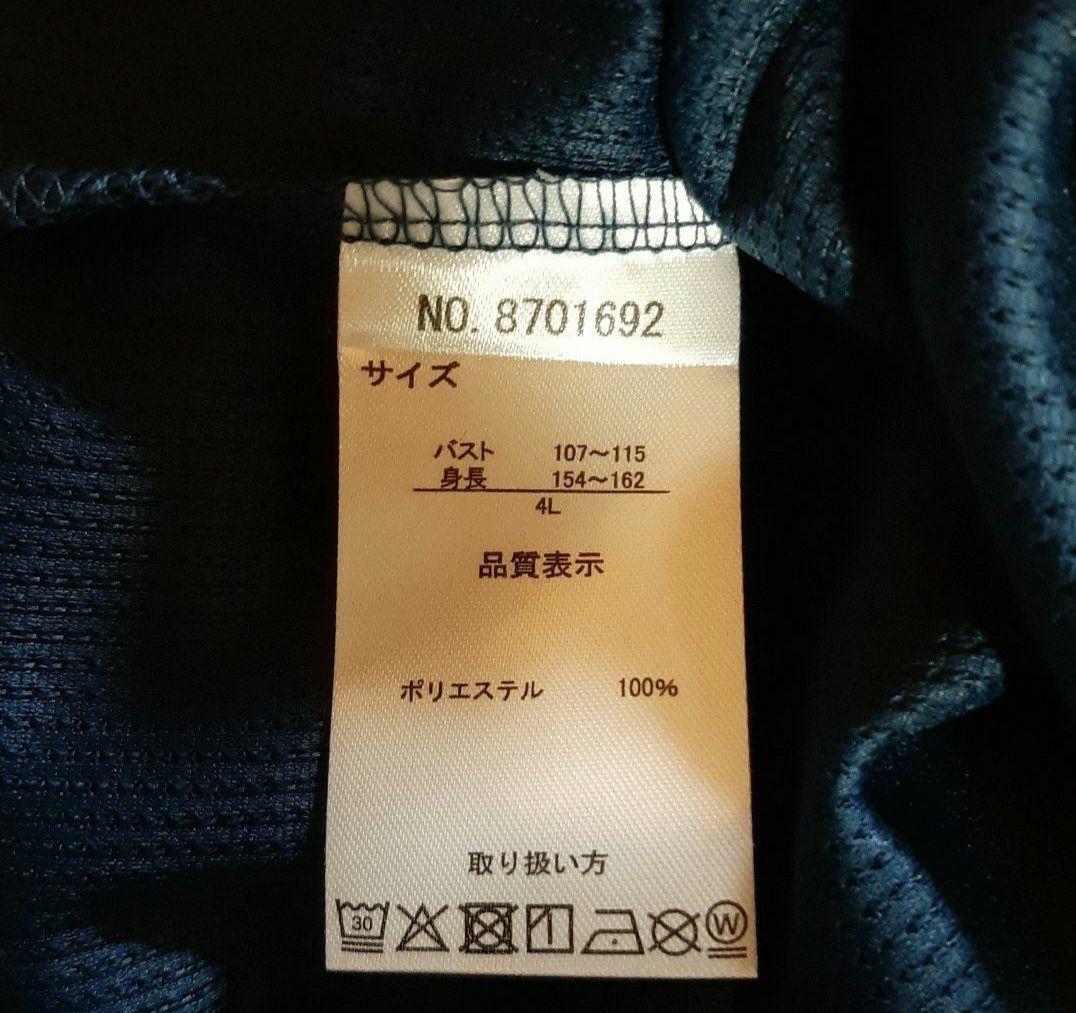 NO. 8701692
サイズ
バスト 107～115
身長 154～162
4L
品質表示
ポリエステル 100%
取り扱い方
30
W